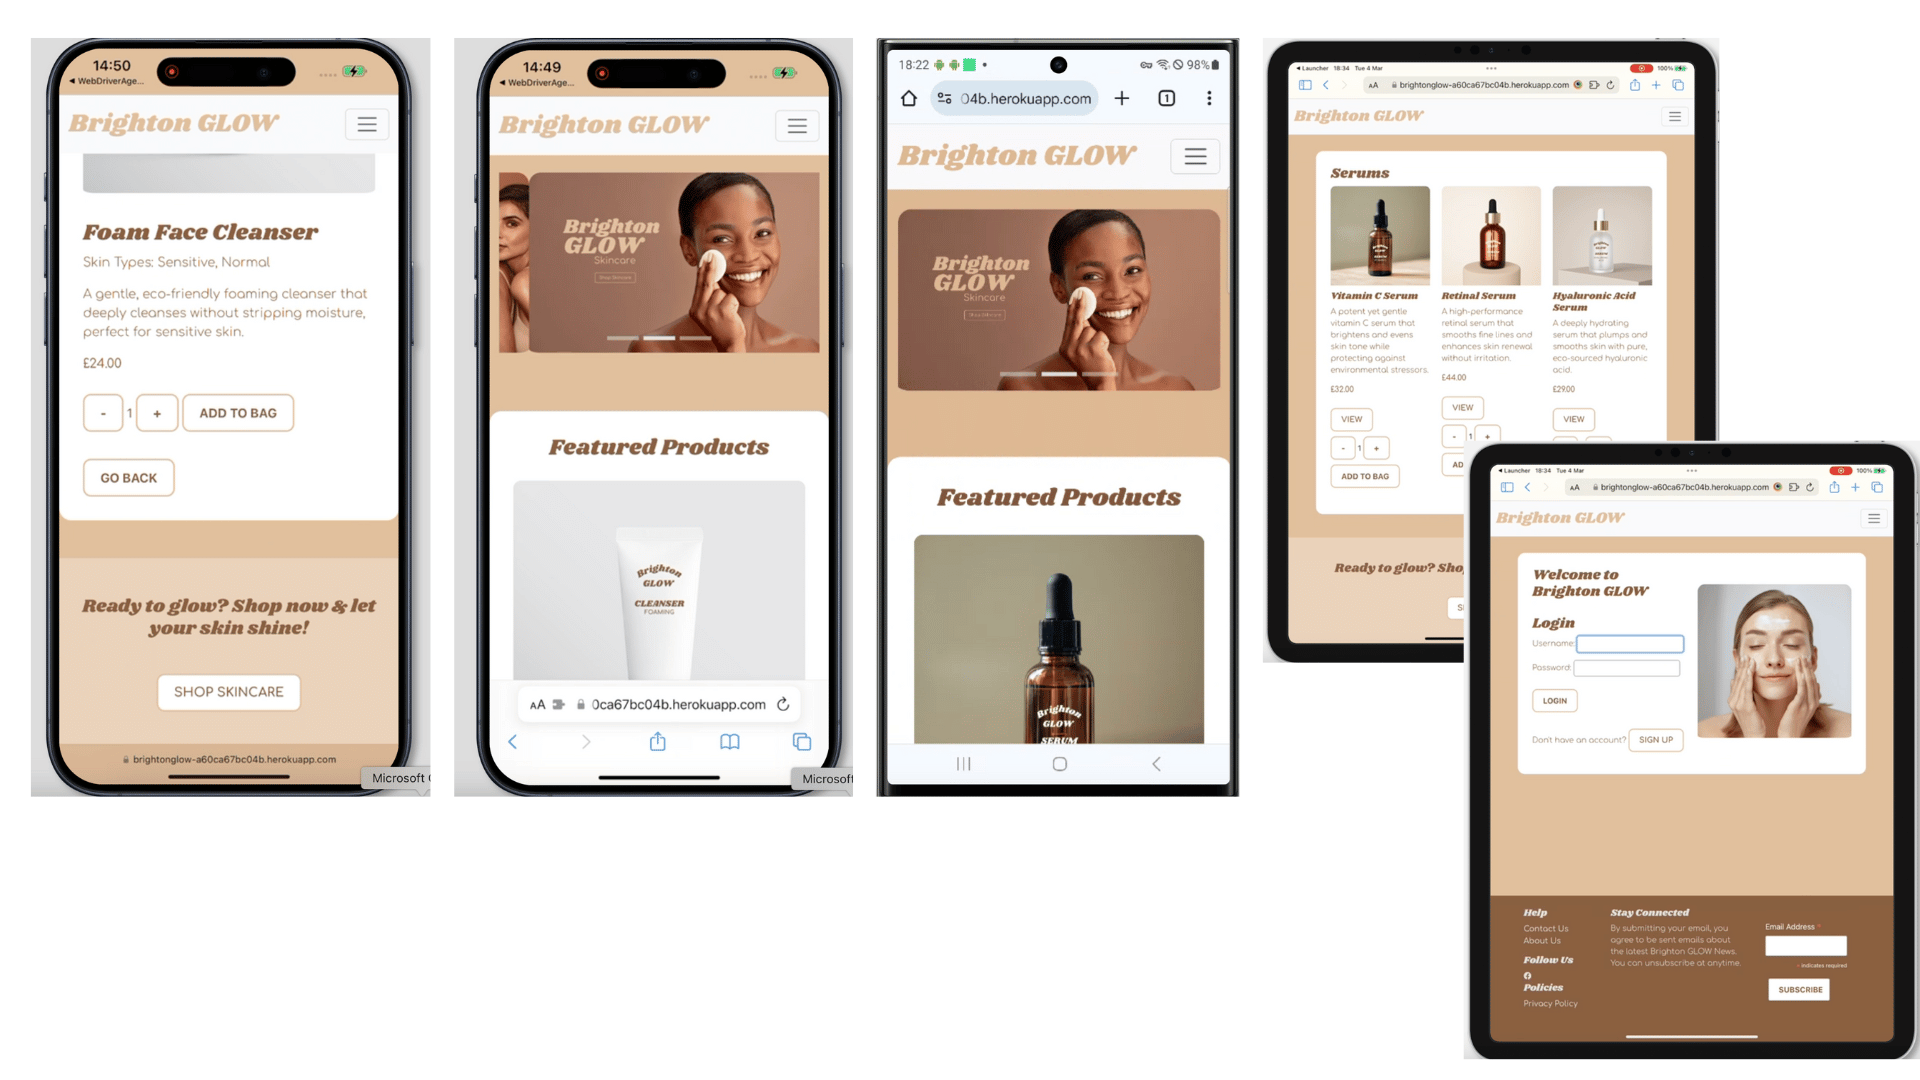 14:50
◀ WebDriverAge...
Brighton GLOW
Foam Face Cleanser
Skin Types: Sensitive, Normal
A gentle, eco-friendly foaming cleanser that
deeply cleanses without stripping moisture,
perfect for sensitive skin.
£24.00
- 1 + ADD TO BAG
GO BACK
Ready to glow? Shop now & let
your skin shine!
SHOP SKINCARE
brightonglow-a60ca67bc04b.herokuapp.com
Microsoft
14:49
◀ WebDriverAge...
Brighton GLOW
Brighton
GLOW
Skincare
Shop Skincare
Featured Products
Brighton
GLOW
CLEANSER
FOAMING
AA 0ca67bc04b.herokuapp.com
Microsoft
18:22 98%
04b.herokuapp.com 1
Brighton GLOW
Brighton
GLOW
Skincare
Shop Skincare
Featured Products
Brighton
GLOW
SERUM
◀ Launcher 18:34 Tue 4 Mar 100%
AA brightonglow-a60ca67bc04b.herokuapp.com
Brighton GLOW
Serums
Vitamin C Serum
A potent yet gentle
vitamin C serum that
brightens and evens
skin tone while
protecting against
environmental stressors.
£32.00
VIEW
- 1 +
ADD TO BAG
Retinal Serum
A high-performance
retinal serum that
smooths fine lines and
enhances skin renewal
without irritation.
£44.00
VIEW
- 1 +
AD
Hyaluronic Acid
Serum
A deeply hydrating
serum that plumps and
smooths skin with pure,
eco-sourced hyaluronic
acid.
£29.00
VIEW
Ready to glow? Sho
S
◀ Launcher 18:34 Tue 4 Mar 100%
AA brightonglow-a60ca67bc04b.herokuapp.com
Brighton GLOW
Welcome to
Brighton GLOW
Login
Username:
Password:
LOGIN
Don't have an account? SIGN UP
Help
Contact Us
About Us
Follow Us
Policies
Privacy Policy
Stay Connected
By submitting your email, you
agree to be sent emails about
the latest Brighton GLOW News.
You can unsubscribe at anytime.
Email Address *
* indicates required
SUBSCRIBE